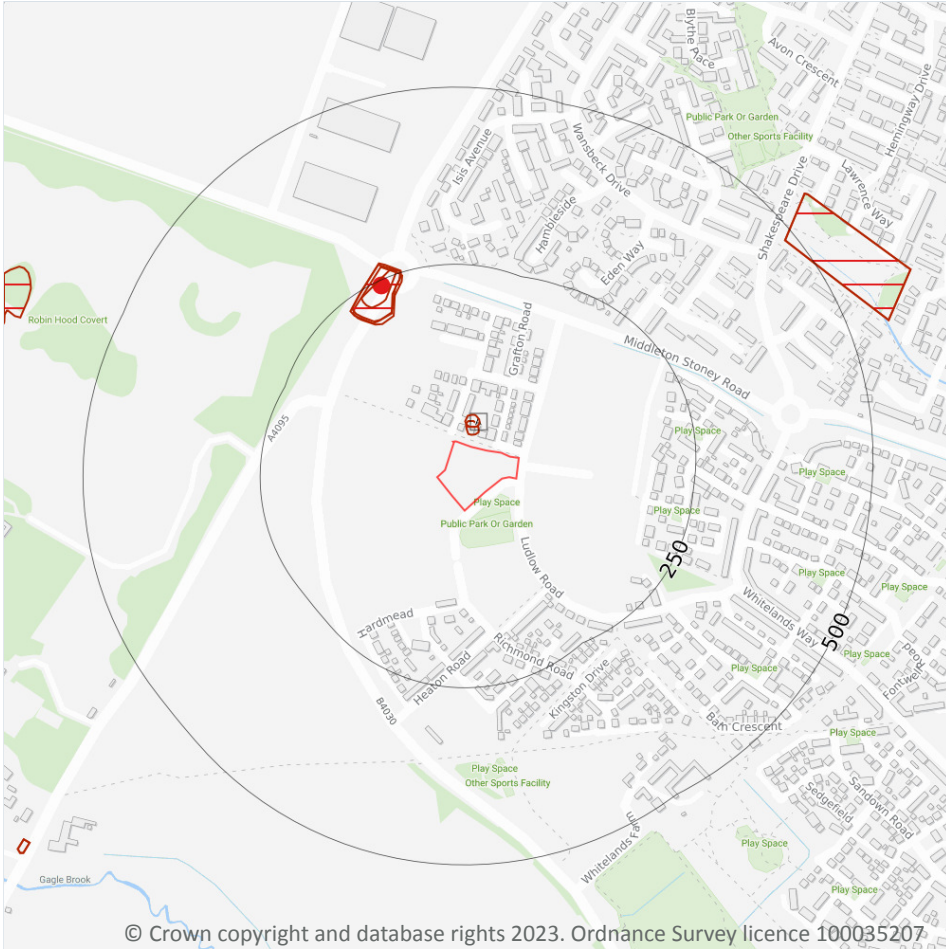 Blythe Place
Avon Crescent
Hemingway Drive
Public Park Or Garden
Other Sports Facility
Isis Avenue
Wansbeck Drive
Lawrence Way
Shakespeare Drive
Hambleside
Eden Way
Robin Hood Covert
Grafton Road
Middleton Stoney Road
A4095
Play Space
Play Space
Play Space
Play Space
Public Park Or Garden
Ludlow Road
250
Play Space
Play Space
Whitelands Way
500
Hardmead
Richmond Road
Heaton Road
Kingston Drive
Play Space
Play Space
Fontwell Road
B4030
Crescent
Play Space
Play Space
Other Sports Facility
Sandown Road
Sedgefield
Play Space
Whitelands Farm
Gagle Brook
Play Space
© Crown copyright and database rights 2023. Ordnance Survey licence 100035207.